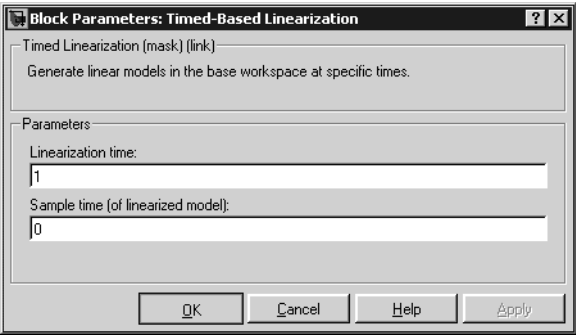 Block Parameters: Timed-Based Linearization
Timed Linearization (mask) (link)
Generate linear models in the base workspace at specific times.
Parameters
Linearization time:
1
Sample time (of linearized model):
0
OK Cancel Help Apply